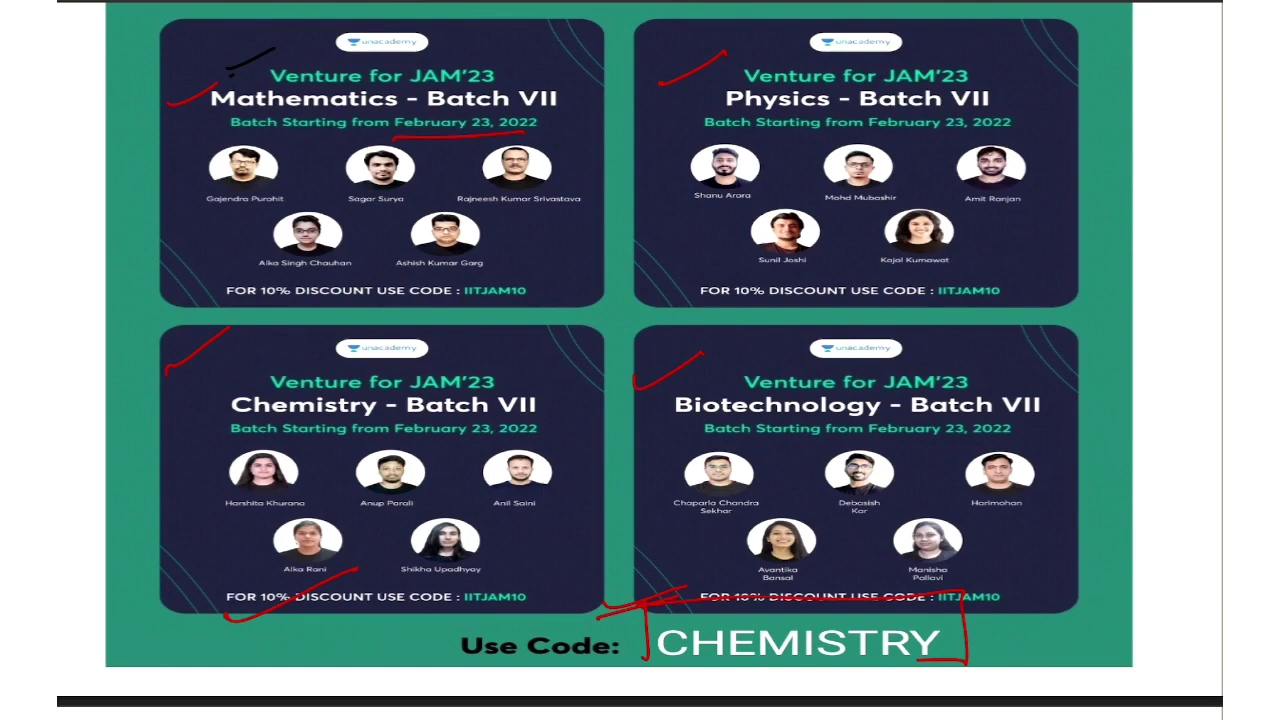 unacademy
Venture for JAM'23
Mathematics - Batch VII
Batch Starting from February 23, 2022
Gajendra Purohit
Sagar Surya
Rajneesh Kumar Srivastava
Alka Singh Chauhan
Ashish Kumar Garg
FOR 10% DISCOUNT USE CODE : IITJAM10
unacademy
Venture for JAM'23
Physics - Batch VII
Batch Starting from February 23, 2022
Shanu Arora
Mohd Mubashir
Amit Ranjan
Sunil Joshi
Kajal Kumawat
FOR 10% DISCOUNT USE CODE : IITJAM10
unacademy
Venture for JAM'23
Chemistry - Batch VII
Batch Starting from February 23, 2022
Harshita Khurana
Anup Parali
Anil Saini
Alka Rani
Shikha Upadhyay
FOR 10% DISCOUNT USE CODE : IITJAM10
unacademy
Venture for JAM'23
Biotechnology - Batch VII
Batch Starting from February 23, 2022
Chaparla Chandra
Sekhar
Debasish
Kar
Harimohan
Avantika
Bansal
Manisha
Pallavi
FOR 10% DISCOUNT USE CODE : IITJAM10
Use Code: CHEMISTRY